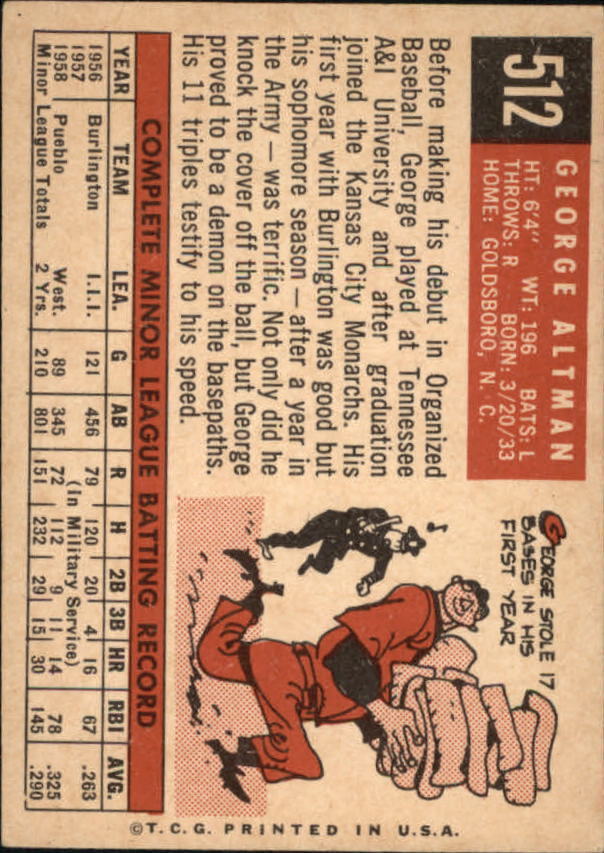 512
GEORGE ALTMAN
HT: 6'4" WT: 196 BATS: L
THROWS: R BORN: 3/20/33
HOME: GOLDSBORO, N. C.
Before making his debut in Organized
Baseball, George played at Tennessee
A&I University and after graduation
joined the Kansas City Monarchs. His
first year with Burlington was good but
his sophomore season — after a year in
the Army — was terrific. Not only did he
knock the cover off the ball, but George
proved to be a demon on the basepaths.
His 11 triples testify to his speed.
GEORGE STOLE 17
BASES IN HIS
FIRST YEAR
COMPLETE MINOR LEAGUE BATTING RECORD
YEAR TEAM LEA. G AB R H 2B 3B HR RBI AVG.
1956 Burlington I.I.I. 121 456 79 120 20 4 16 67 .263
1957 (In Military Service)
1958 Pueblo West. 89 345 72 112 9 11 14 78 .325
Minor League Totals 2 Yrs. 210 801 151 232 29 15 30 145 .290
©T.C.G. PRINTED IN U.S.A.